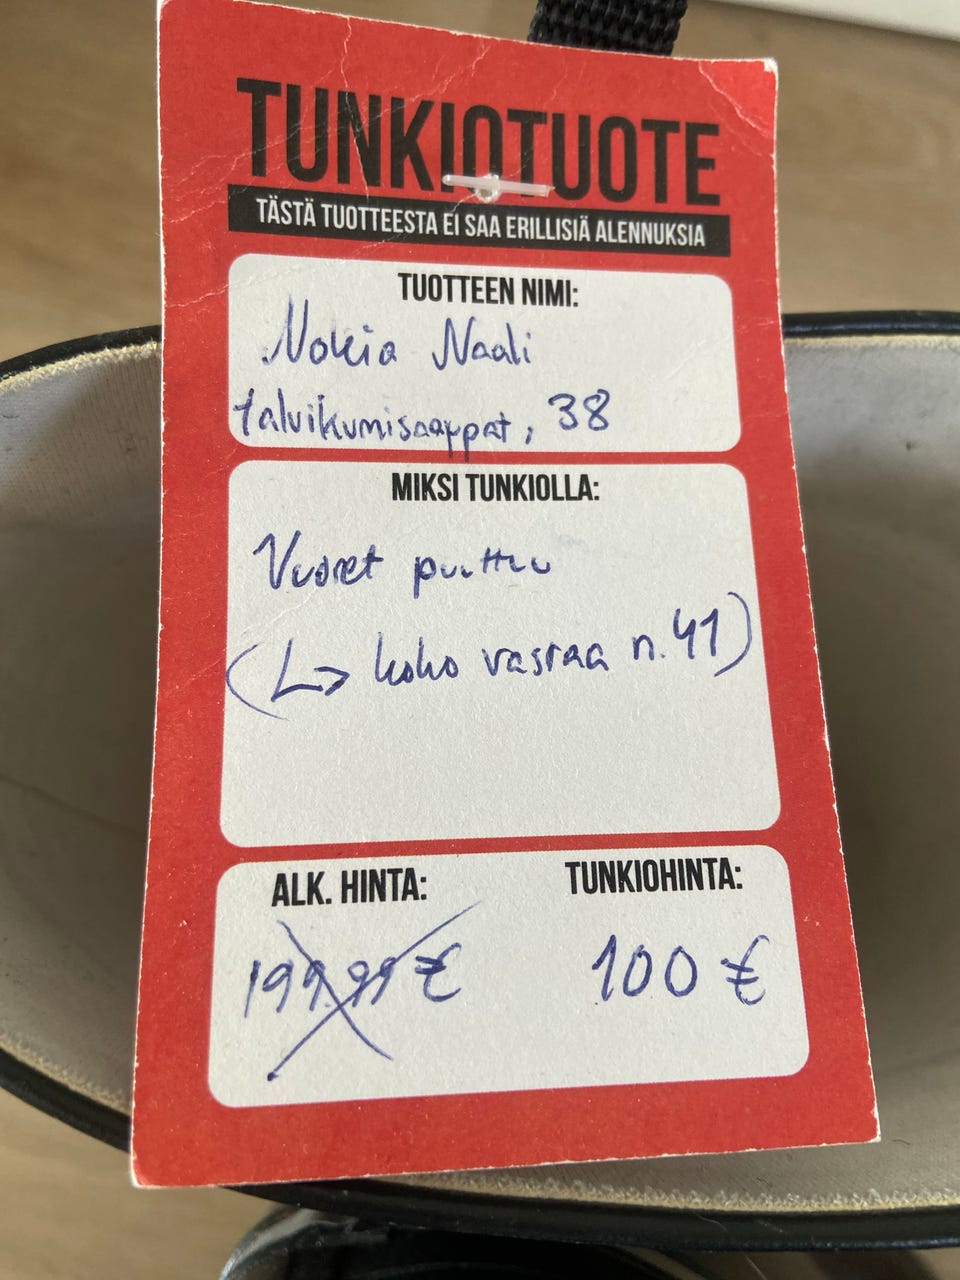 TUNKIOTUOTE
TÄSTÄ TUOTTEESTA EI SAA ERILLISIÄ ALENNUKSIA
TUOTTEEN NIMI:
Nokia Naali
talvikumisaappat, 38
MIKSI TUNKIOLLA:
Vuoret puuttuu
(↳ koko vastaa n. 41)
ALK. HINTA: TUNKIOHINTA:
199.99 € 100 €